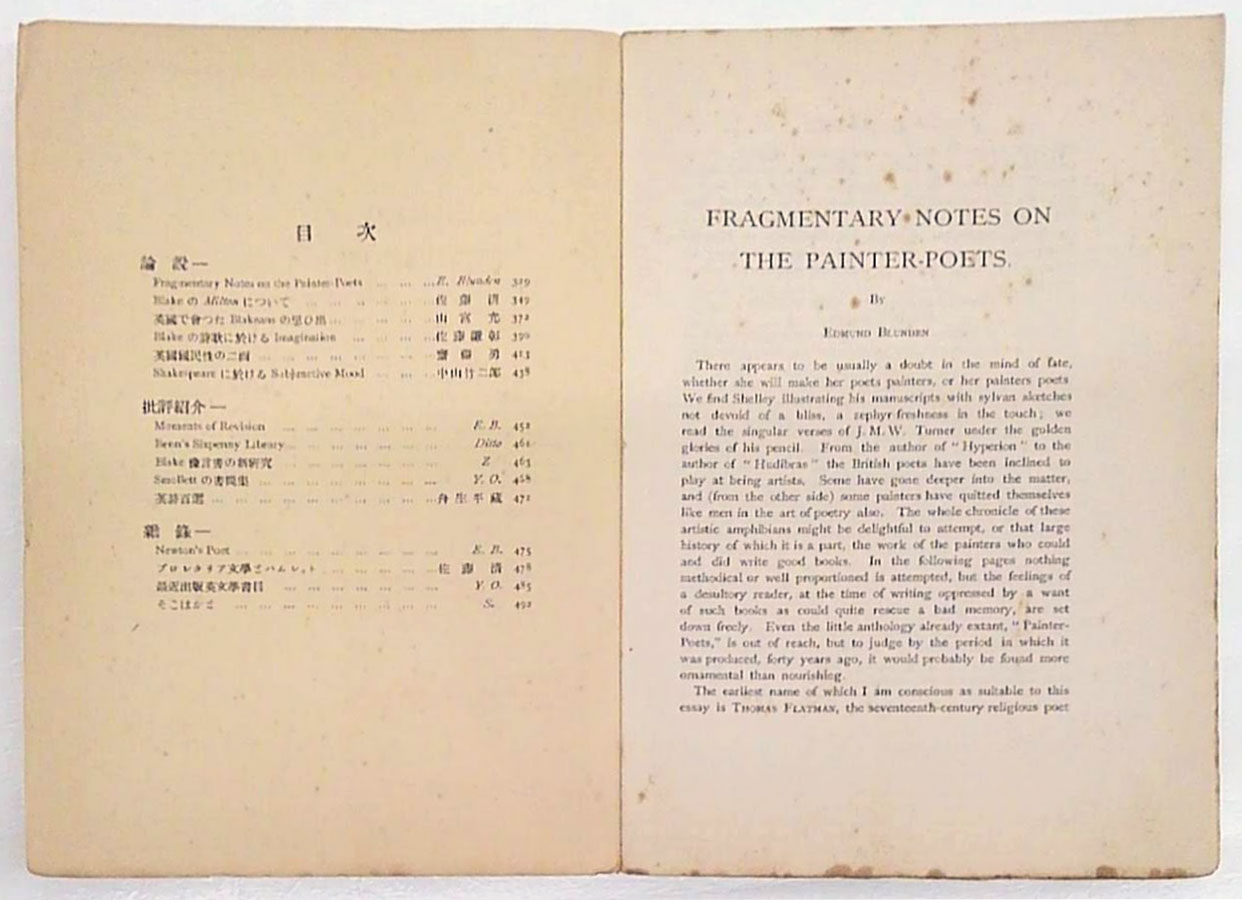 目 次
論 説—
Fragmentary Notes on the Painter-Poets ... ... ...E. Blunden 319
Blake の Milton について ... ... ... ... ...佐 藤 清 349
英國で會つた Blakeans の思ひ出... ... ... ...山 宮 允 372
Blake の詩歌に於ける Imagination ... ... ...佐 藤 390
英國國民性の二面 ... ... ... ... ... ...齋 藤 勇 413
Shakespeare に於ける Subjective Mood ... ...中山竹二郎 438
批評紹介—
Moments of Revision ... ... ... ... ... E. B. 452
Benn's Sixpenny Library... ... ... ... ... Ditto 461
Blake 像言書の新研究 ... ... ... ... ... Z 463
Smollett の書簡集 ... ... ... ... ... ... Y. O. 468
英詩百選 ... ... ... ... ... ... ...舟 生 平 藏 471
雜 錄—
Newton's Poet ... ... ... ... ... ... E. B. 475
プロレタリア文學とハムレット ... ... ... ...佐 藤 清 478
最近出版英文學書目 ... ... ... ... ... Y. O. 485
そこはかと ... ... ... ... ... ... S. 492
FRAGMENTARY NOTES ON
THE PAINTER-POETS.
By
EDMUND BLUNDEN
There appears to be usually a doubt in the mind of fate,
whether she will make her poets painters, or her painters poets
We find Shelley illustrating his manuscripts with sylvan sketches
not devoid of a bliss, a zephyr-freshness in the touch; we
read the singular verses of J. M. W. Turner under the golden
glories of his pencil. From the author of "Hyperion" to the
author of "Hudibras" the British poets have been inclined to
play at being artists. Some have gone deeper into the matter,
and (from the other side) some painters have quitted themselves
like men in the art of poetry also. The whole chronicle of these
artistic amphibians might be delightful to attempt, or that large
history of which it is a part, the work of the painters who could
and did write good books. In the following pages nothing
methodical or well proportioned is attempted, but the feelings of
a desultory reader, at the time of writing oppressed by a want
of such books as could quite rescue a bad memory, are set
down freely. Even the little anthology already extant, "Painter-
Poets," is out of reach, but to judge by the period in which it
was produced, forty years ago, it would probably be found more
ornamental than nourishing.
The earliest name of which I am conscious as suitable to this
essay is THOMAS FLATMAN, the seventeenth-century religious poet